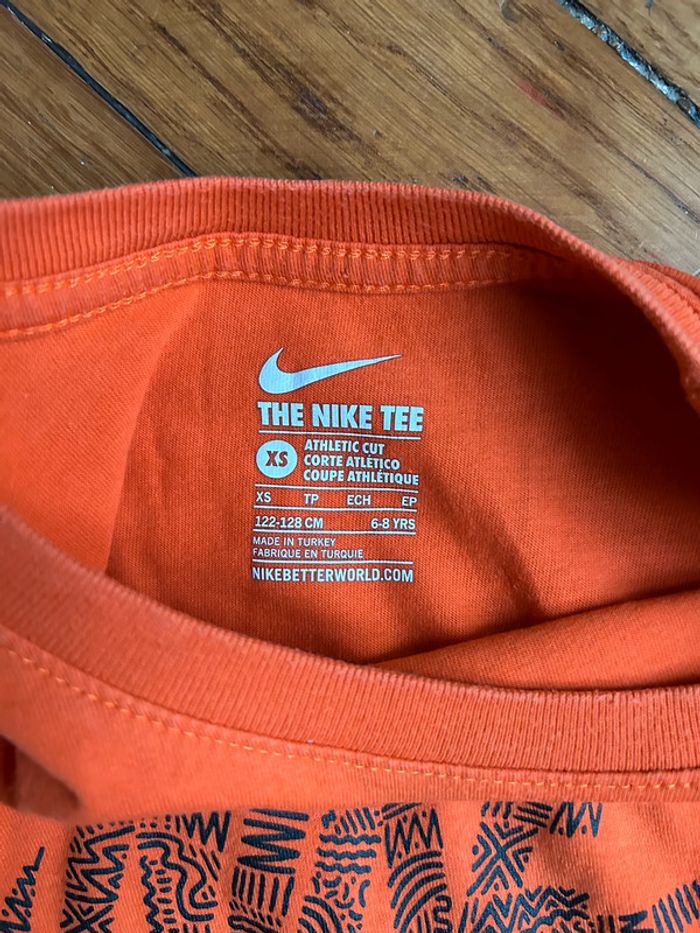 THE NIKE TEE
XS
ATHLETIC CUT
CORTE ATLÉTICO
COUPE ATHLÉTIQUE
XS TP ECH EP
122-128 CM 6-8 YRS
MADE IN TURKEY
FABRIQUE EN TURQUIE
NIKEBETTERWORLD.COM